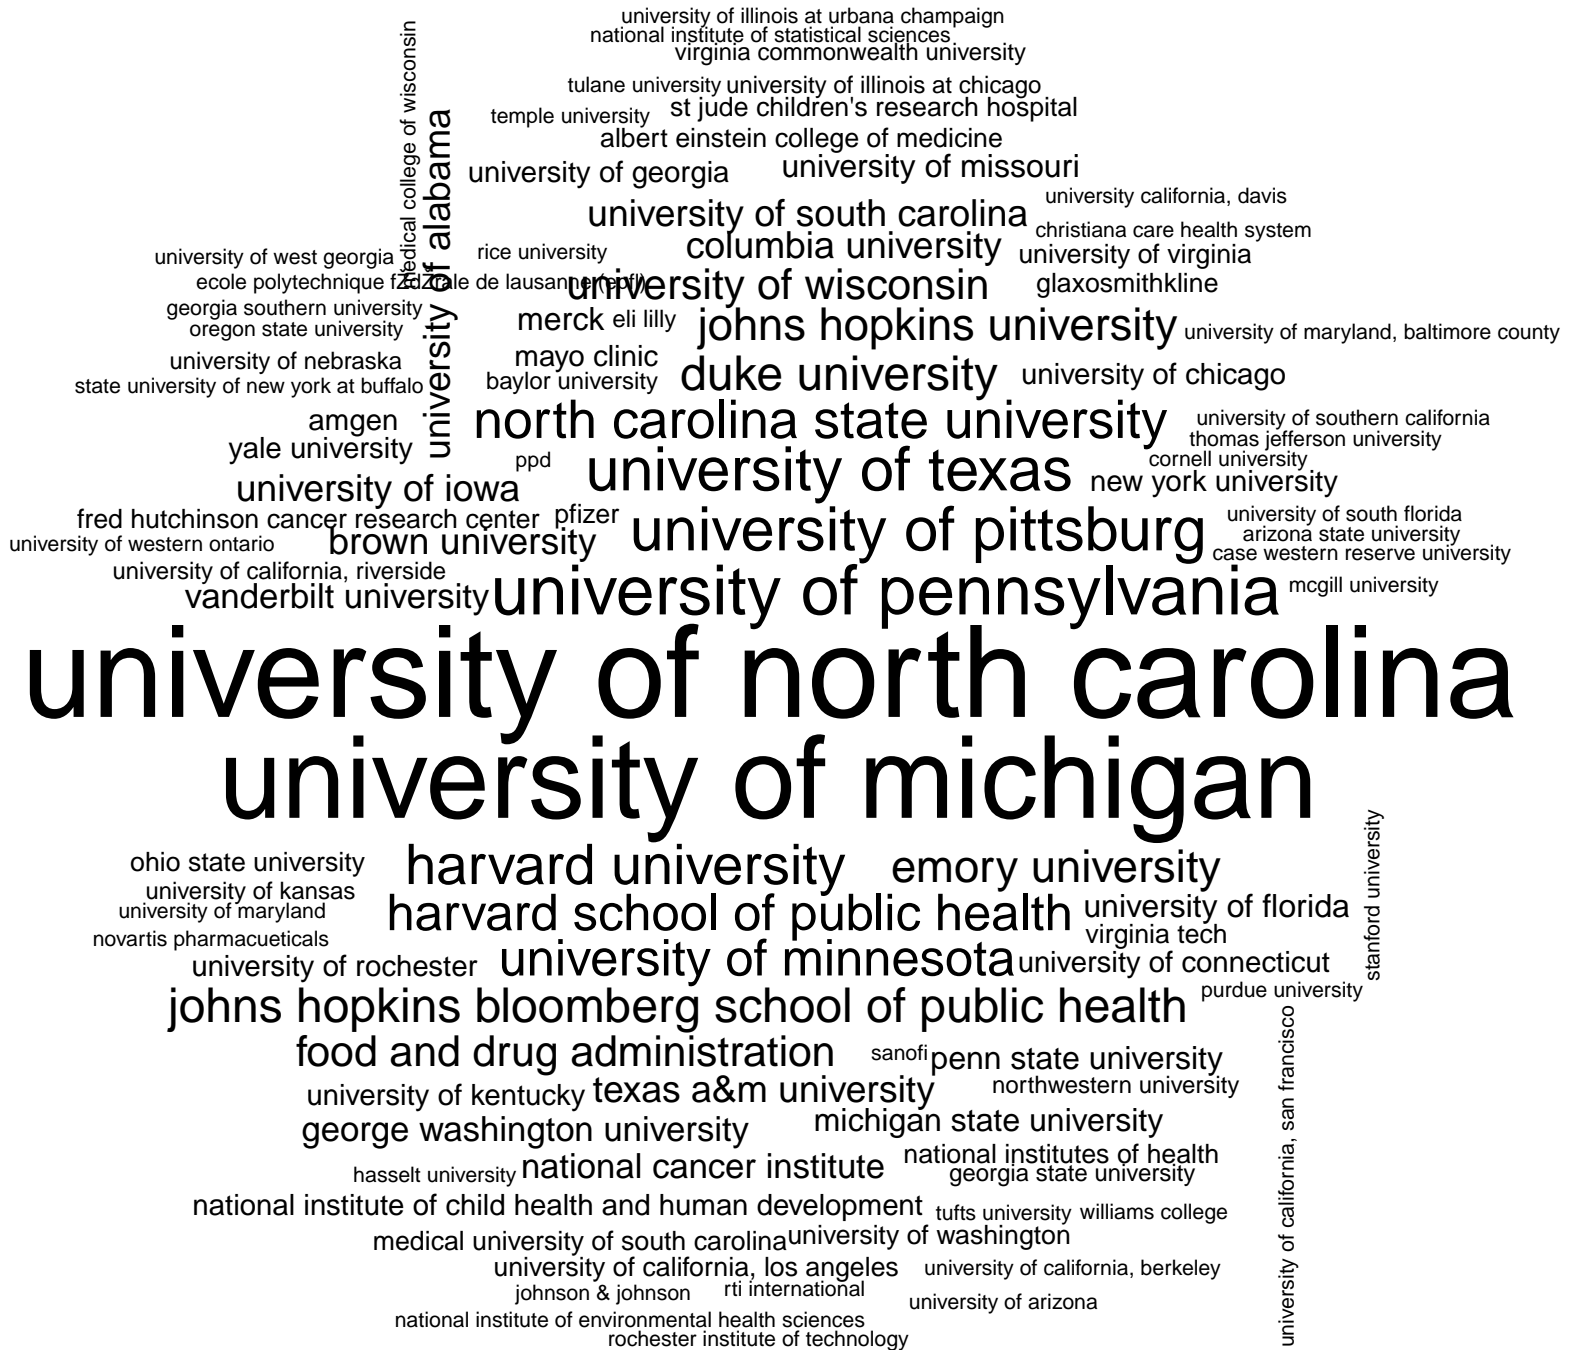 university of illinois at urbana champaign
national institute of statistical sciences
virginia commonwealth university
medical college of wisconsin
tulane university
university of illinois at chicago
temple university
st jude children's research hospital
university of alabama
albert einstein college of medicine
university of georgia
university of missouri
university california, davis
university of south carolina
christiana care health system
university of west georgia
rice university
columbia university
university of virginia
ecole polytechnique fZdZrale de lausanne (epfl)
university of wisconsin
glaxosmithkline
georgia southern university
oregon state university
merck
eli lilly
johns hopkins university
university of maryland, baltimore county
university of nebraska
mayo clinic
state university of new york at buffalo
baylor university
duke university
university of chicago
amgen
north carolina state university
university of southern california
yale university
thomas jefferson university
ppd
university of texas
cornell university
university of iowa
new york university
fred hutchinson cancer research center
pfizer
university of pittsburg
university of south florida
university of western ontario
brown university
arizona state university
case western reserve university
university of california, riverside
vanderbilt university
university of pennsylvania
mcgill university
university of north carolina
university of michigan
ohio state university
harvard university
emory university
stanford university
university of kansas
university of maryland
harvard school of public health
university of florida
novartis pharmacueticals
virginia tech
university of rochester
university of minnesota
university of connecticut
johns hopkins bloomberg school of public health
purdue university
food and drug administration
sanofi
penn state university
university of california, san francisco
university of kentucky
texas a&m university
northwestern university
george washington university
michigan state university
hasselt university
national cancer institute
national institutes of health
georgia state university
national institute of child health and human development
tufts university
williams college
medical university of south carolina
university of washington
university of california, los angeles
university of california, berkeley
johnson & johnson
rti international
university of arizona
national institute of environmental health sciences
rochester institute of technology